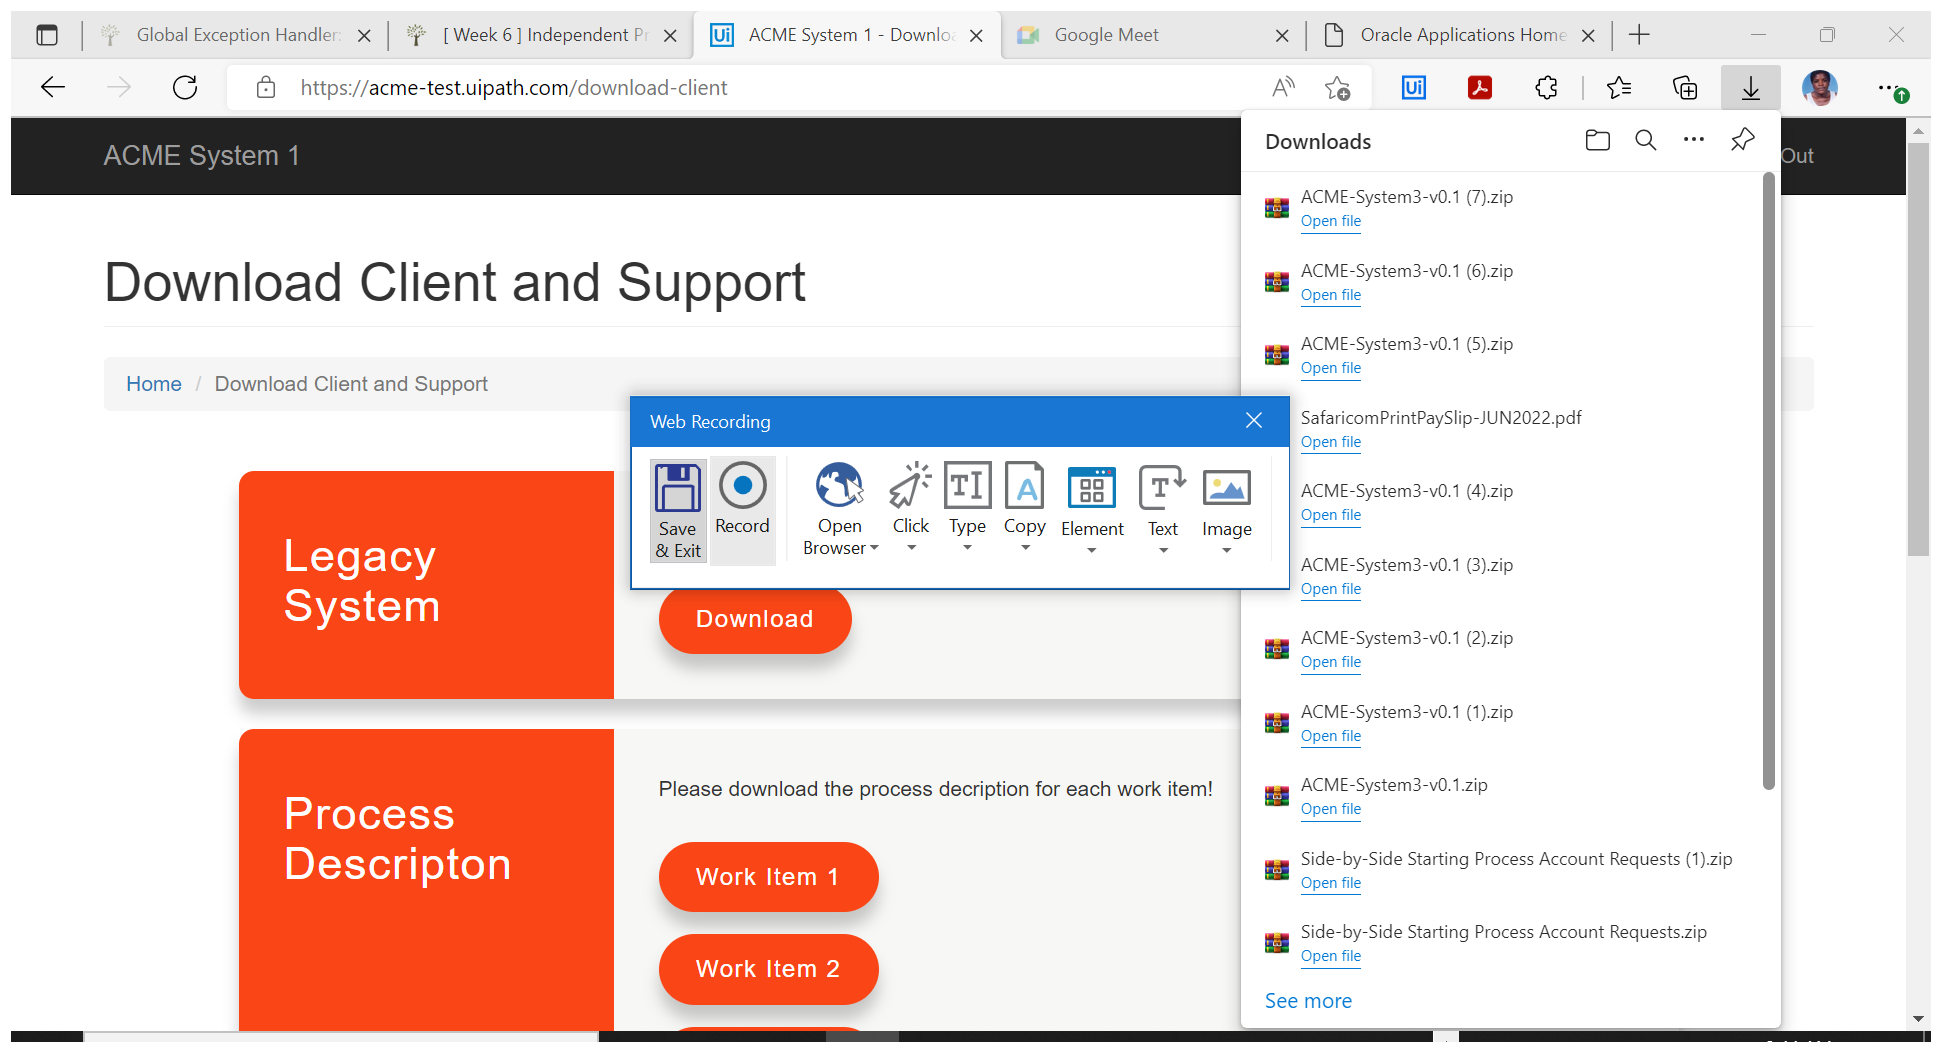 Global Exception Handler
[ Week 6 ] Independent Pr
ACME System 1 - Downloa
Google Meet
Oracle Applications Home
https://acme-test.uipath.com/download-client
ACME System 1
Out
Download Client and Support
Home / Download Client and Support
Legacy
System
Download
Process
Descripton
Please download the process decription for each work item!
Work Item 1
Work Item 2
Web Recording
Save
& Exit
Record
Open
Browser
Click
Type
Copy
Element
Text
Image
Downloads
ACME-System3-v0.1 (7).zip
Open file
ACME-System3-v0.1 (6).zip
Open file
ACME-System3-v0.1 (5).zip
Open file
SafaricomPrintPaySlip-JUN2022.pdf
Open file
ACME-System3-v0.1 (4).zip
Open file
ACME-System3-v0.1 (3).zip
Open file
ACME-System3-v0.1 (2).zip
Open file
ACME-System3-v0.1 (1).zip
Open file
ACME-System3-v0.1.zip
Open file
Side-by-Side Starting Process Account Requests (1).zip
Open file
Side-by-Side Starting Process Account Requests.zip
Open file
See more